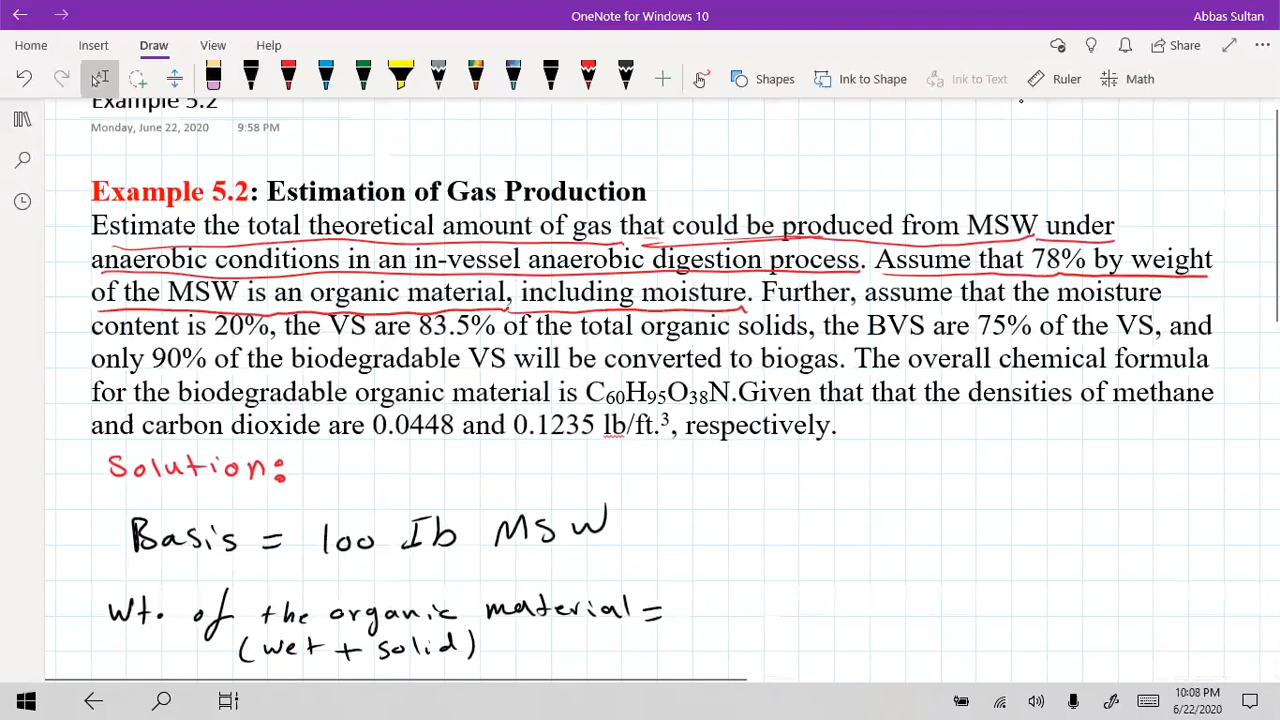 OneNote for Windows 10
Abbas Sultan
Home Insert Draw View Help
Share
Shapes
Ink to Shape
Ink to Text
Ruler
Math
Example 5.2
Monday, June 22, 2020 9:58 PM
Example 5.2: Estimation of Gas Production
Estimate the total theoretical amount of gas that could be produced from MSW under
anaerobic conditions in an in-vessel anaerobic digestion process. Assume that 78% by weight
of the MSW is an organic material, including moisture. Further, assume that the moisture
content is 20%, the VS are 83.5% of the total organic solids, the BVS are 75% of the VS, and
only 90% of the biodegradable VS will be converted to biogas. The overall chemical formula
for the biodegradable organic material is C₆₀H₉₅O₃₈N.Given that that the densities of methane
and carbon dioxide are 0.0448 and 0.1235 lb/ft.³, respectively.
Solution:
Basis = 100 Ib MSW
Wt. of the organic material =
(wet + solid)
10:08 PM
6/22/2020